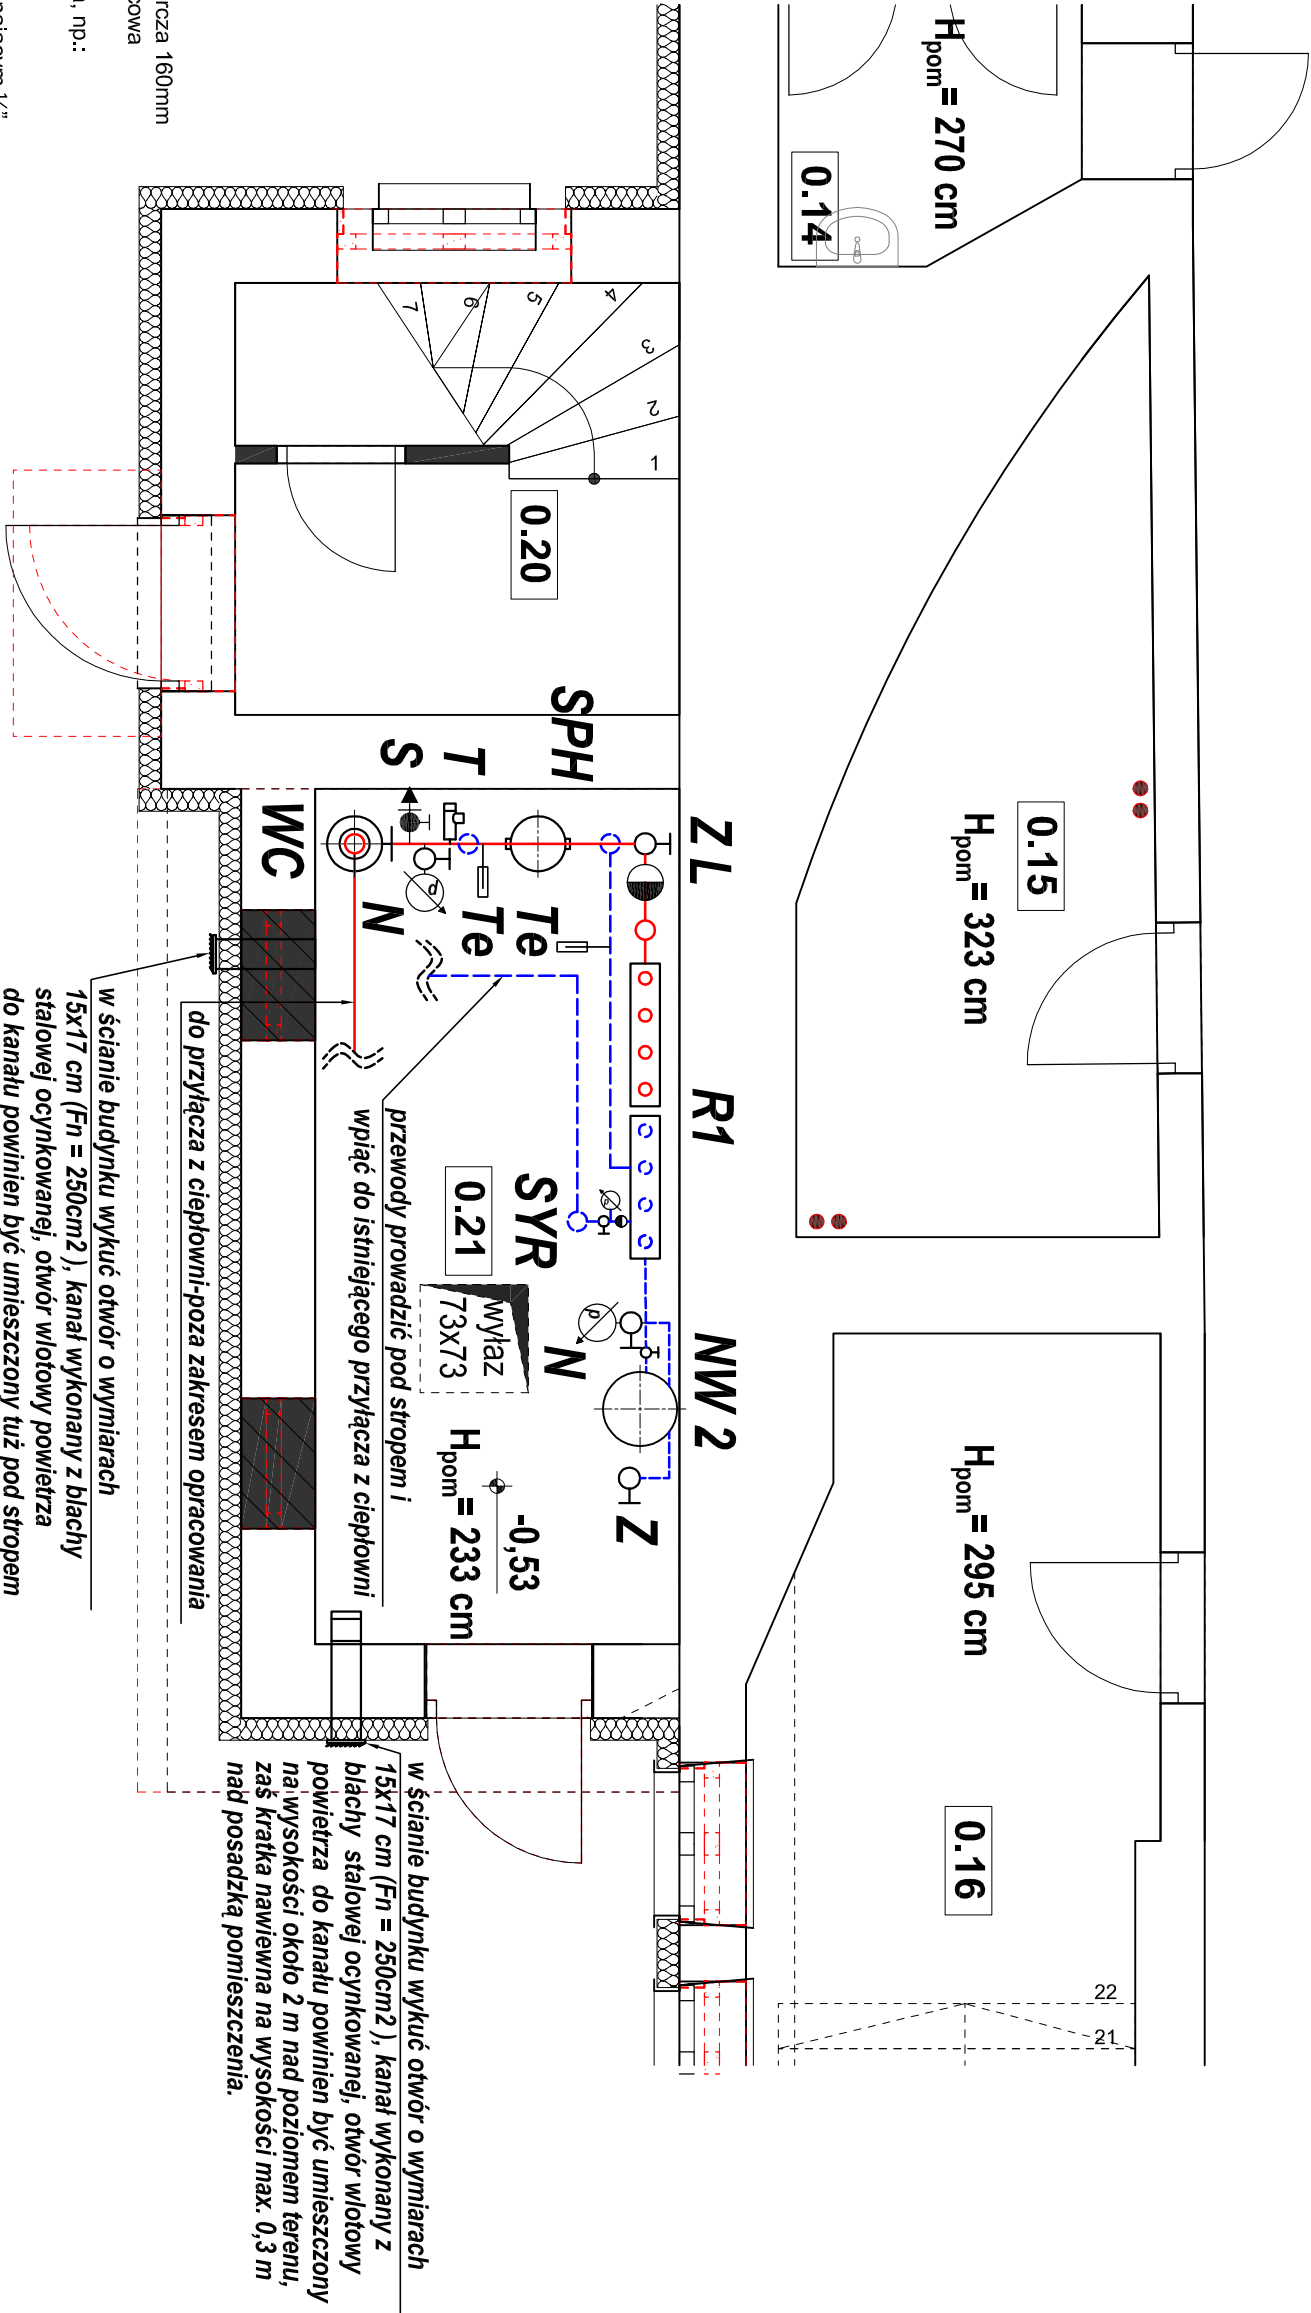 rcza 160mm
cowa
np.:
H pom = 270 cm
0.14
0.15
H pom = 323 cm
H pom = 295 cm
0.16
22
21
7
6
5
4
3
2
1
0.20
SPH
T
S
WC
Z L
N
Te
Te
R1
SYR
0.21
NW 2
N
Z
p
p
wyłaz
73x73
-0,53
H pom = 233 cm
przewody prowadzić pod stropem i
wpiąć do istniejącego przyłącza z ciepłowni
do przyłącza z ciepłowni-poza zakresem opracowania
w ścianie budynku wykuć otwór o wymiarach
15x17 cm (Fn = 250cm2 ), kanał wykonany z blachy
stalowej ocynkowanej, otwór wlotowy powietrza
do kanału powinien być umieszczony tuż pod stropem
w ścianie budynku wykuć otwór o wymiarach
15x17 cm (Fn = 250cm2 ), kanał wykonany z
blachy stalowej ocynkowanej, otwór wlotowy
powietrza do kanału powinien być umieszczony
na wysokości około 2 m nad poziomem terenu,
zaś kratka nawiewna na wysokości max. 0,3 m
nad posadzką pomieszczenia.